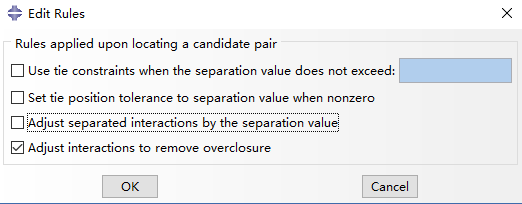 Edit Rules
Rules applied upon locating a candidate pair
Use tie constraints when the separation value does not exceed:
Set tie position tolerance to separation value when nonzero
Adjust separated interactions by the separation value
Adjust interactions to remove overclosure
OK
Cancel